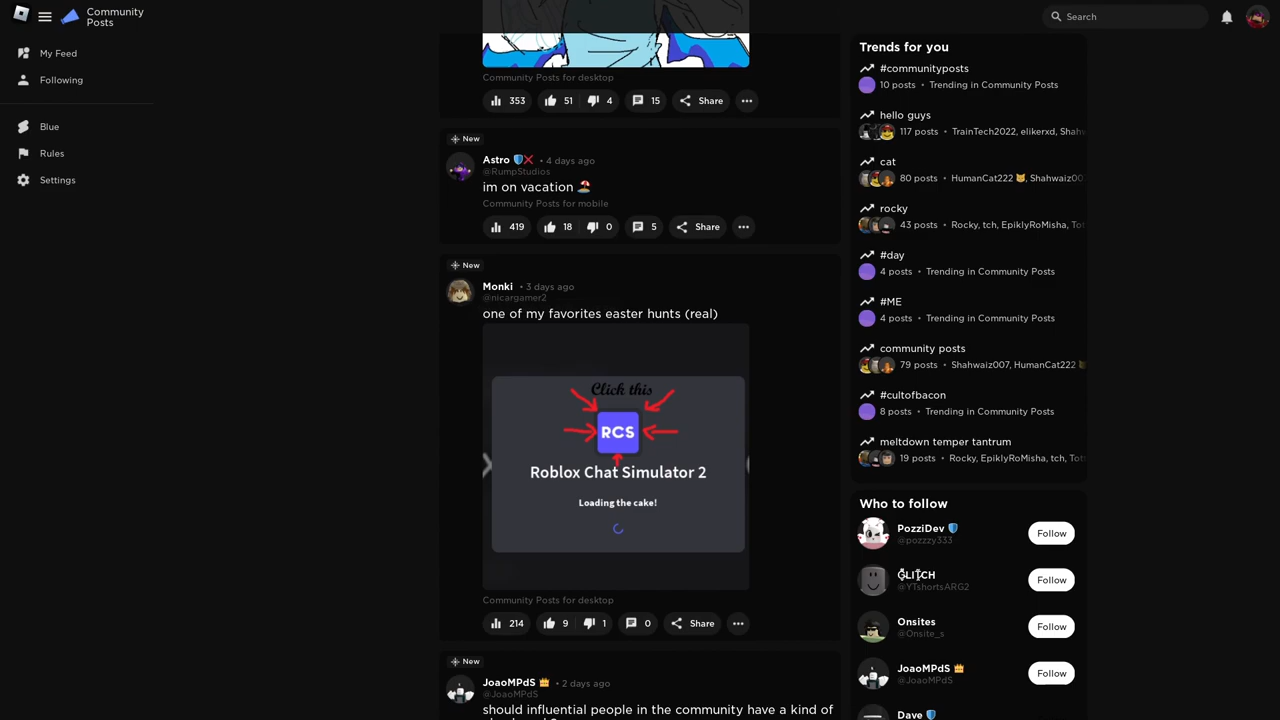 Community
Posts
Search
My Feed
Following
Blue
Rules
Settings
Community Posts for desktop
353 51 4 15 Share
New
Astro • 4 days ago
@RumpStudios
im on vacation
Community Posts for mobile
419 18 0 5 Share
New
Monki • 3 days ago
@nicargamer2
one of my favorites easter hunts (real)
Click this
RCS
Roblox Chat Simulator 2
Loading the cake!
Community Posts for desktop
214 9 1 0 Share
New
JoaoMPdS • 2 days ago
@JoaoMPdS
should influential people in the community have a kind of
Trends for you
#communityposts
10 posts • Trending in Community Posts
hello guys
117 posts • TrainTech2022, elikerxd, Shahw
cat
80 posts • HumanCat222 🐱, Shahwaiz00
rocky
43 posts • Rocky, tch, EpiklyRoMisha, Tot
#day
4 posts • Trending in Community Posts
#ME
4 posts • Trending in Community Posts
community posts
79 posts • Shahwaiz007, HumanCat222
#cultofbacon
8 posts • Trending in Community Posts
meltdown temper tantrum
19 posts • Rocky, EpiklyRoMisha, tch, Tot
Who to follow
PozziDev
@pozzzy333
Follow
GLITCH
@YTshortsARG2
Follow
Onsites
@Onsite_s
Follow
JoaoMPdS
@JoaoMPdS
Follow
Dave